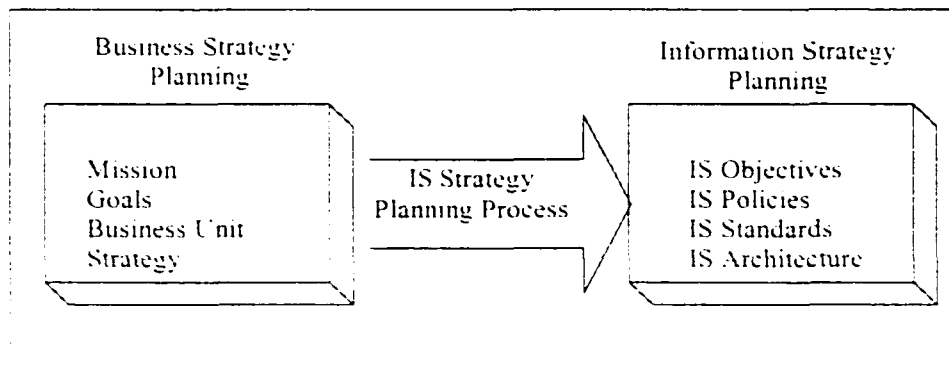 Business Strategy
Planning
Mission
Goals
Business Unit
Strategy
IS Strategy
Planning Process
Information Strategy
Planning
IS Objectives
IS Policies
IS Standards
IS Architecture